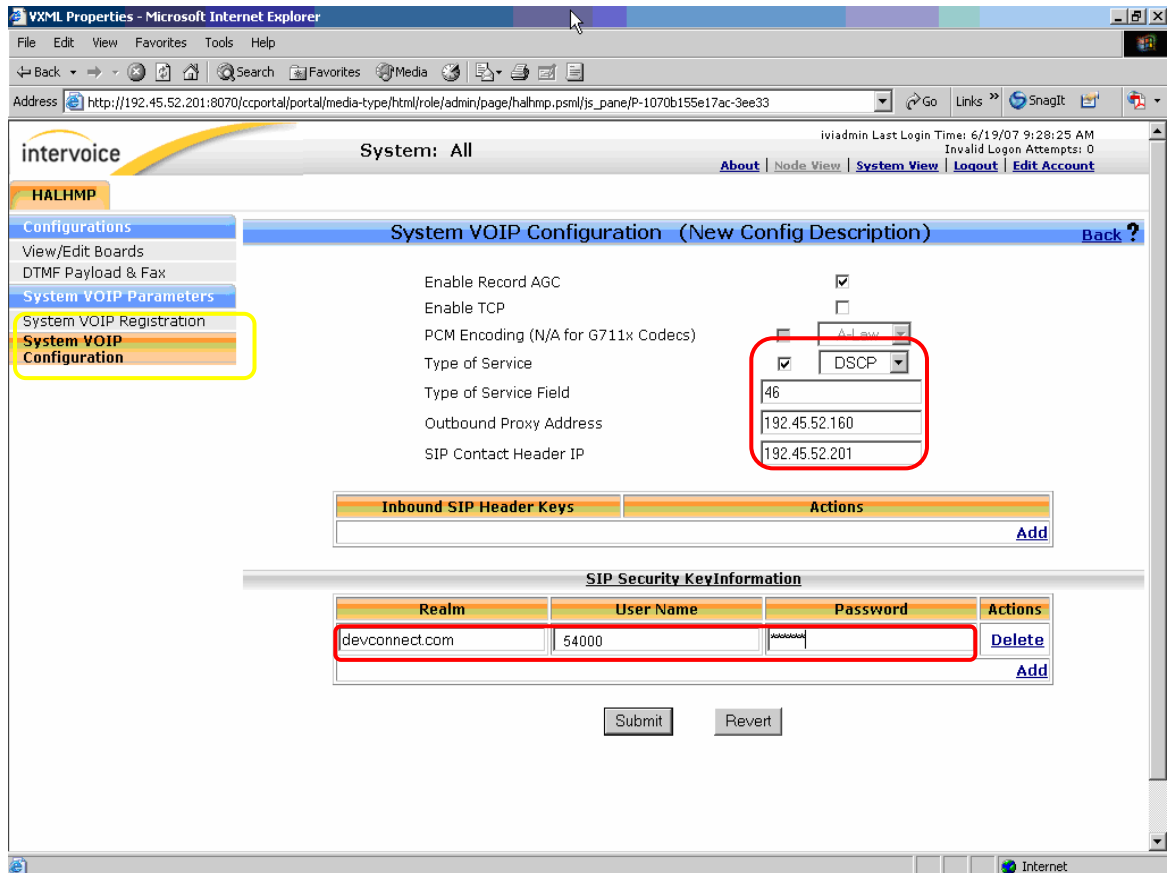 VXML Properties - Microsoft Internet Explorer
File Edit View Favorites Tools Help
Back Search Favorites Media
Address http://192.45.52.201:8070/ccportal/portal/media-type/html/role/admin/page/halhmp.psml/js_pane/P-1070b155e17ac-3ee33 Go Links » SnagIt
intervoice
System: All
iviadmin Last Login Time: 6/19/07 9:28:25 AM
Invalid Logon Attempts: 0
About | Node View | System View | Logout | Edit Account
HALHMP
Configurations
View/Edit Boards
DTMF Payload & Fax
System VOIP Parameters
System VOIP Registration
System VOIP
Configuration
System VOIP Configuration (New Config Description)
Back ?
Enable Record AGC
Enable TCP
PCM Encoding (N/A for G711x Codecs) A-Law
Type of Service DSCP
Type of Service Field 46
Outbound Proxy Address 192.45.52.160
SIP Contact Header IP 192.45.52.201
Inbound SIP Header Keys Actions
Add
SIP Security KeyInformation
Realm User Name Password Actions
devconnect.com 54000 ****** Delete
Add
Submit Revert
Internet